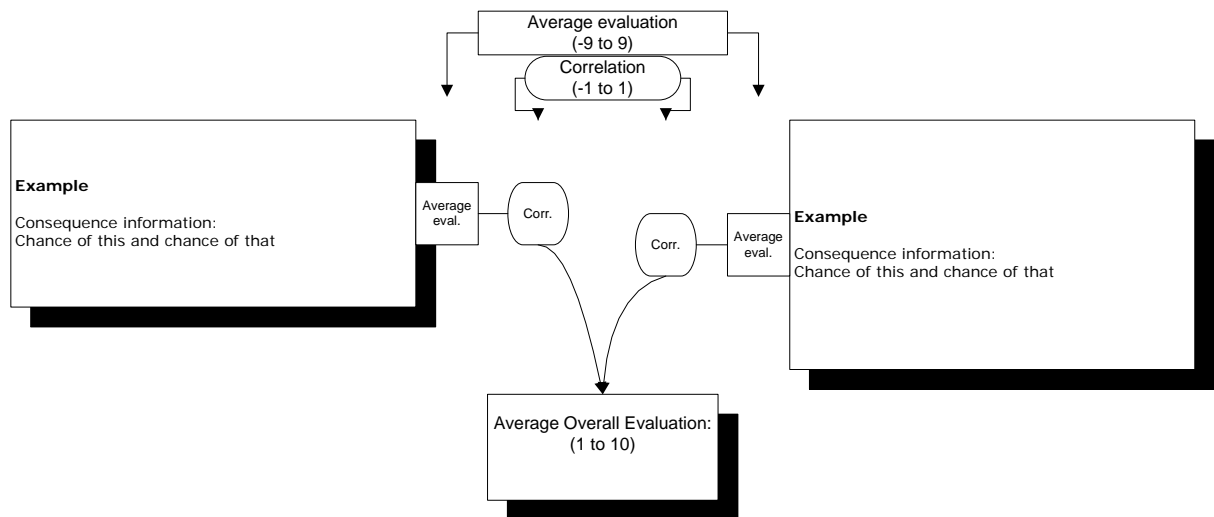 Average evaluation
(-9 to 9)
Correlation
(-1 to 1)
Example
Consequence information:
Chance of this and chance of that
Average
eval.
Corr.
Corr.
Average
eval.
Example
Consequence information:
Chance of this and chance of that
Average Overall Evaluation:
(1 to 10)